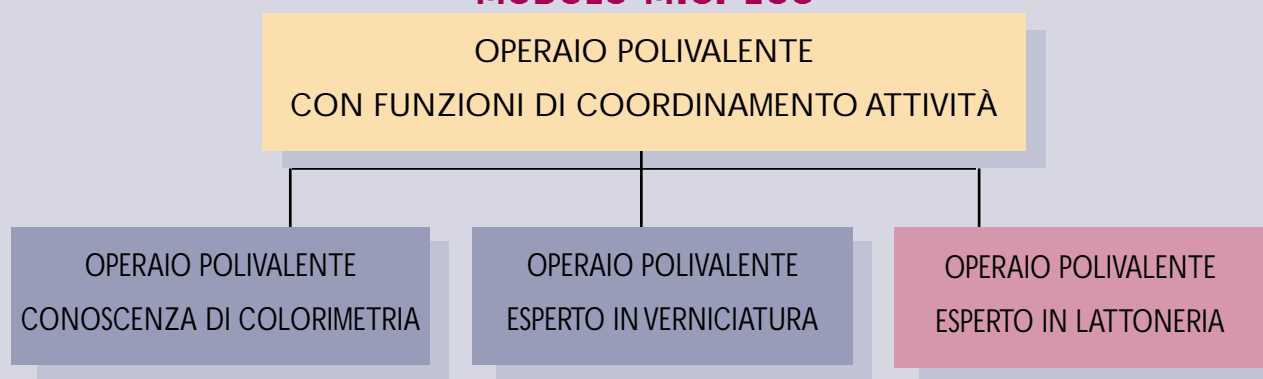 OPERAIO POLIVALENTE
CON FUNZIONI DI COORDINAMENTO ATTIVITÀ
OPERAIO POLIVALENTE
CONOSCENZA DI COLORIMETRIA
OPERAIO POLIVALENTE
ESPERTO IN VERNICIATURA
OPERAIO POLIVALENTE
ESPERTO IN LATTONERIA